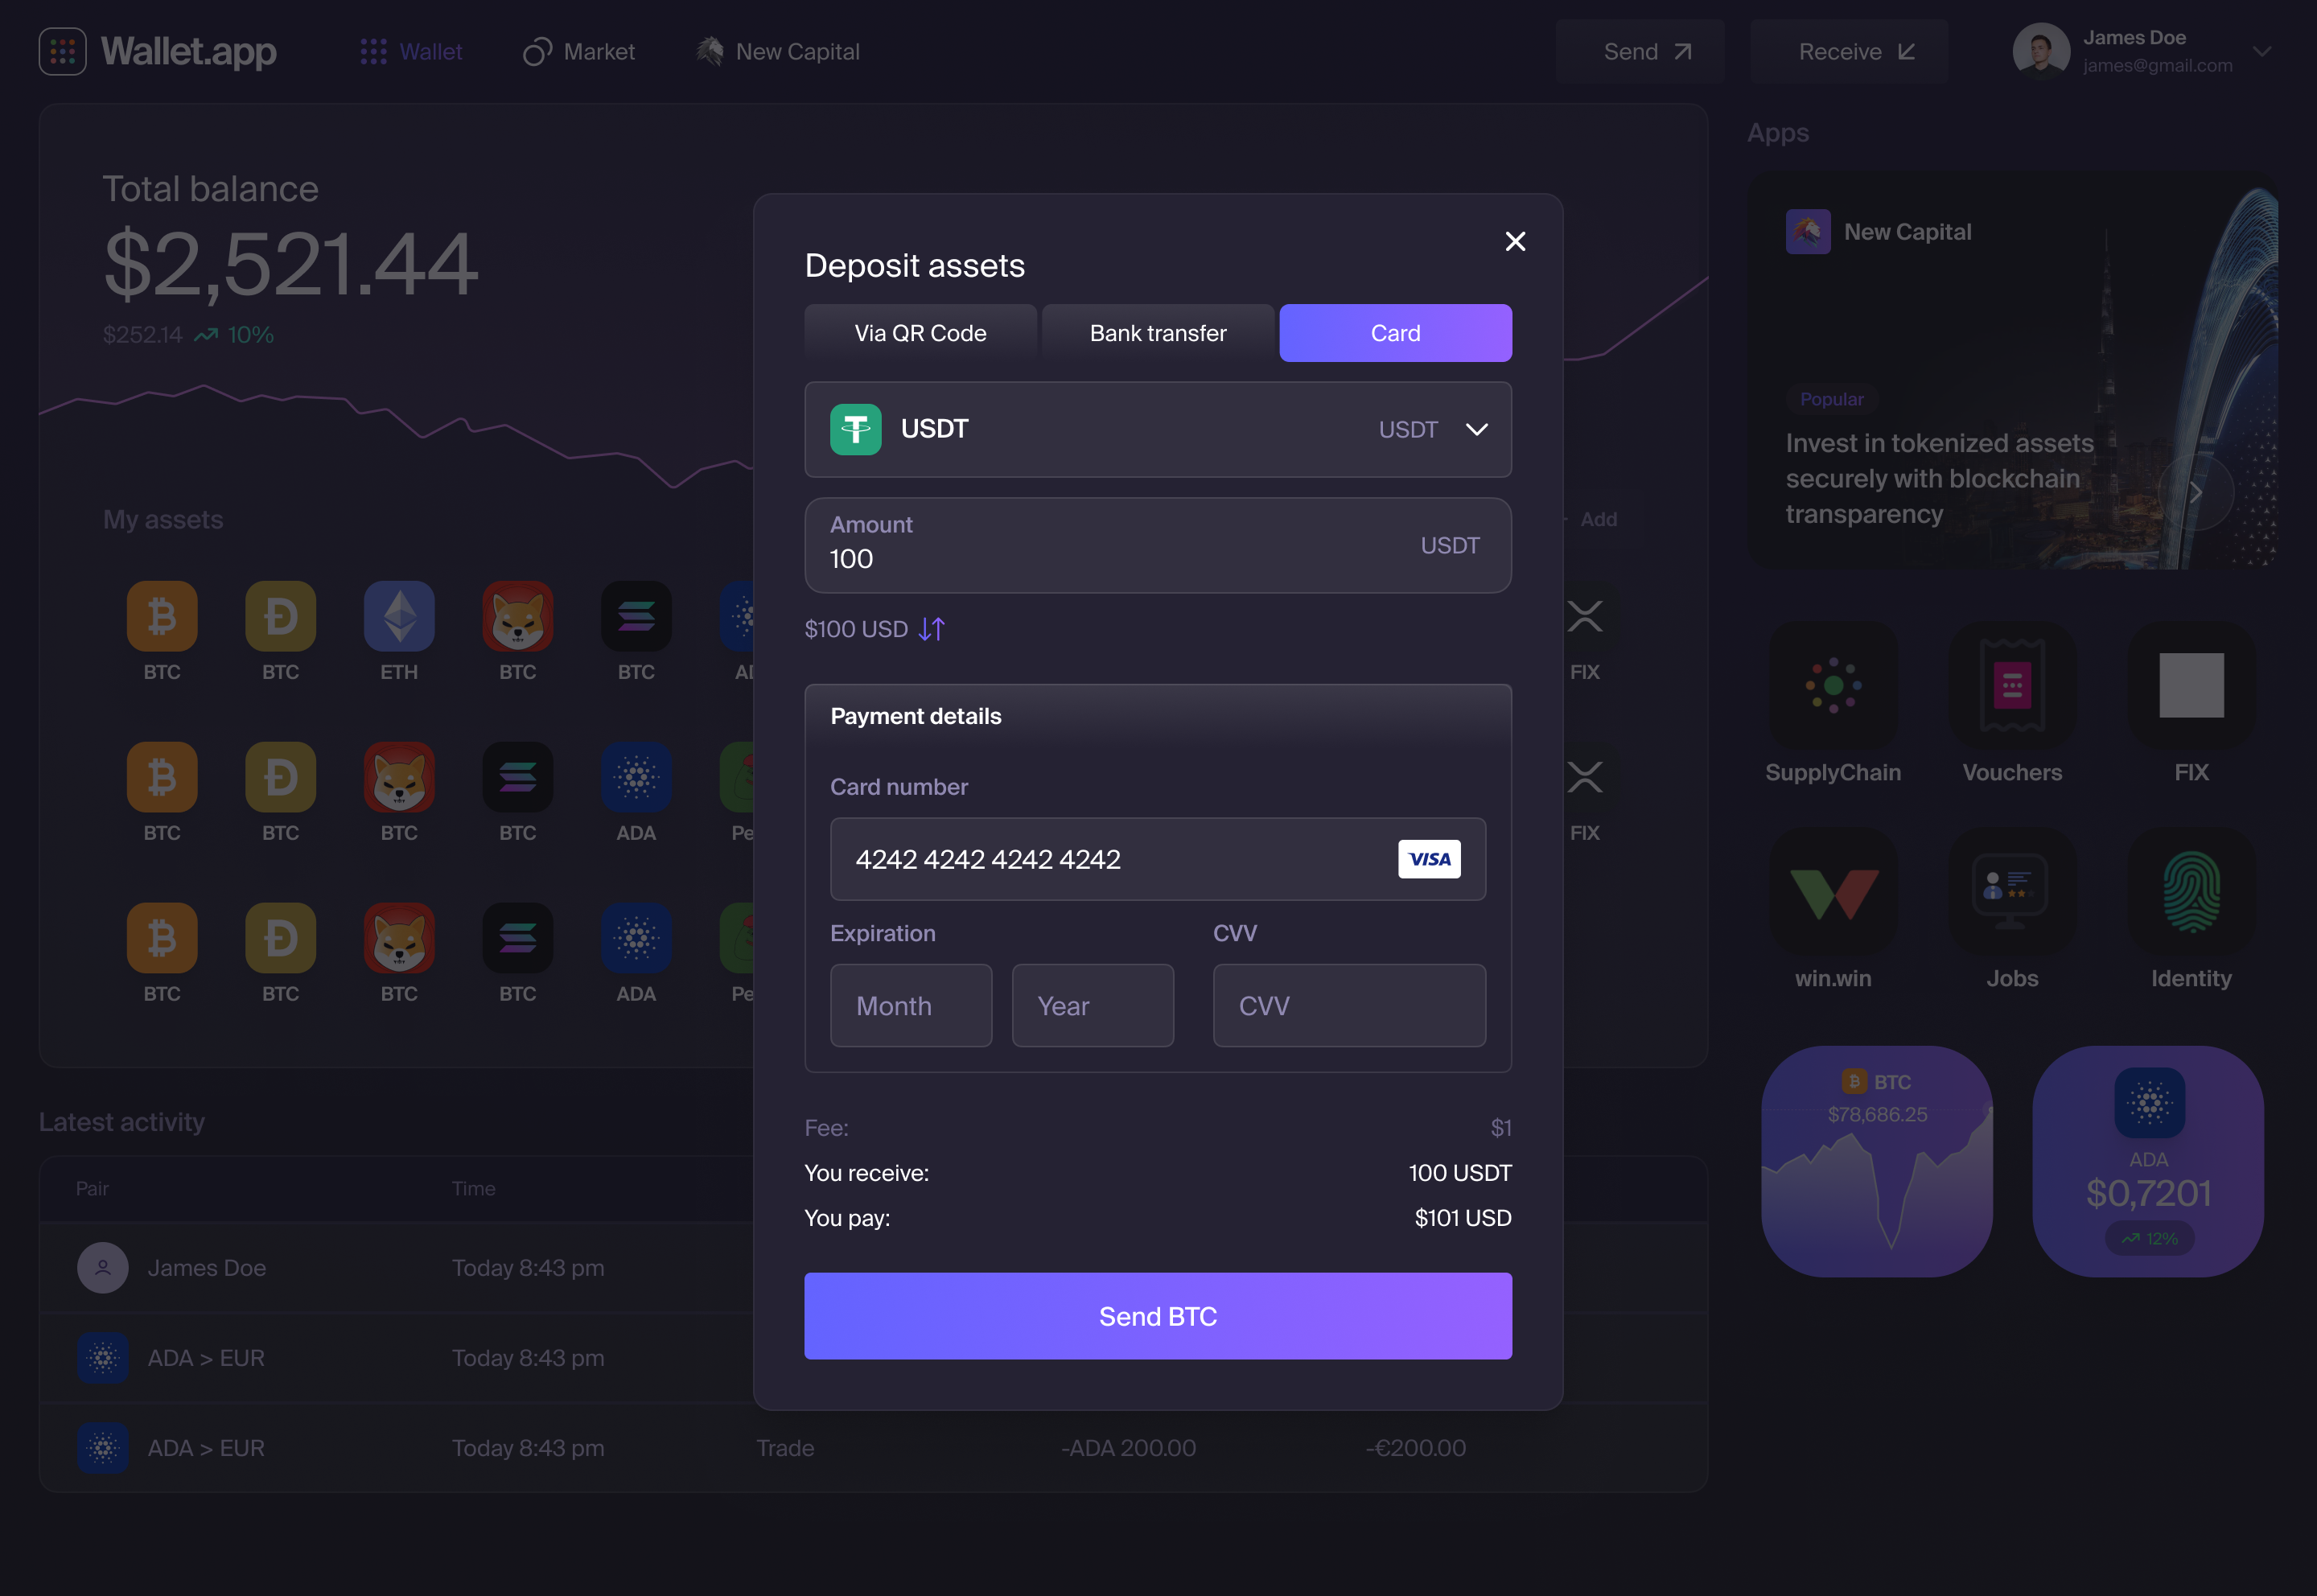 Wallet.app
Wallet
Market
New Capital
Send
Receive
James Doe
james@gmail.com
Total balance
$2,521.44
$252.14 10%
My assets
Add
BTC BTC ETH BTC BTC FIX
BTC BTC BTC BTC ADA Pe FIX
BTC BTC BTC BTC ADA Pe
Deposit assets
Via QR Code
Bank transfer
Card
USDT USDT
Amount
100
USDT
$100 USD
Payment details
Card number
4242 4242 4242 4242 VISA
Expiration CVV
Month Year CVV
Fee: $1
You receive: 100 USDT
You pay: $101 USD
Send BTC
Latest activity
Pair Time
James Doe Today 8:43 pm
ADA > EUR Today 8:43 pm
ADA > EUR Today 8:43 pm Trade -ADA 200.00 -€200.00
Apps
New Capital
Popular
Invest in tokenized assets
securely with blockchain
transparency
SupplyChain Vouchers FIX
win.win Jobs Identity
BTC
$78,686.25
ADA
$0,7201
12%